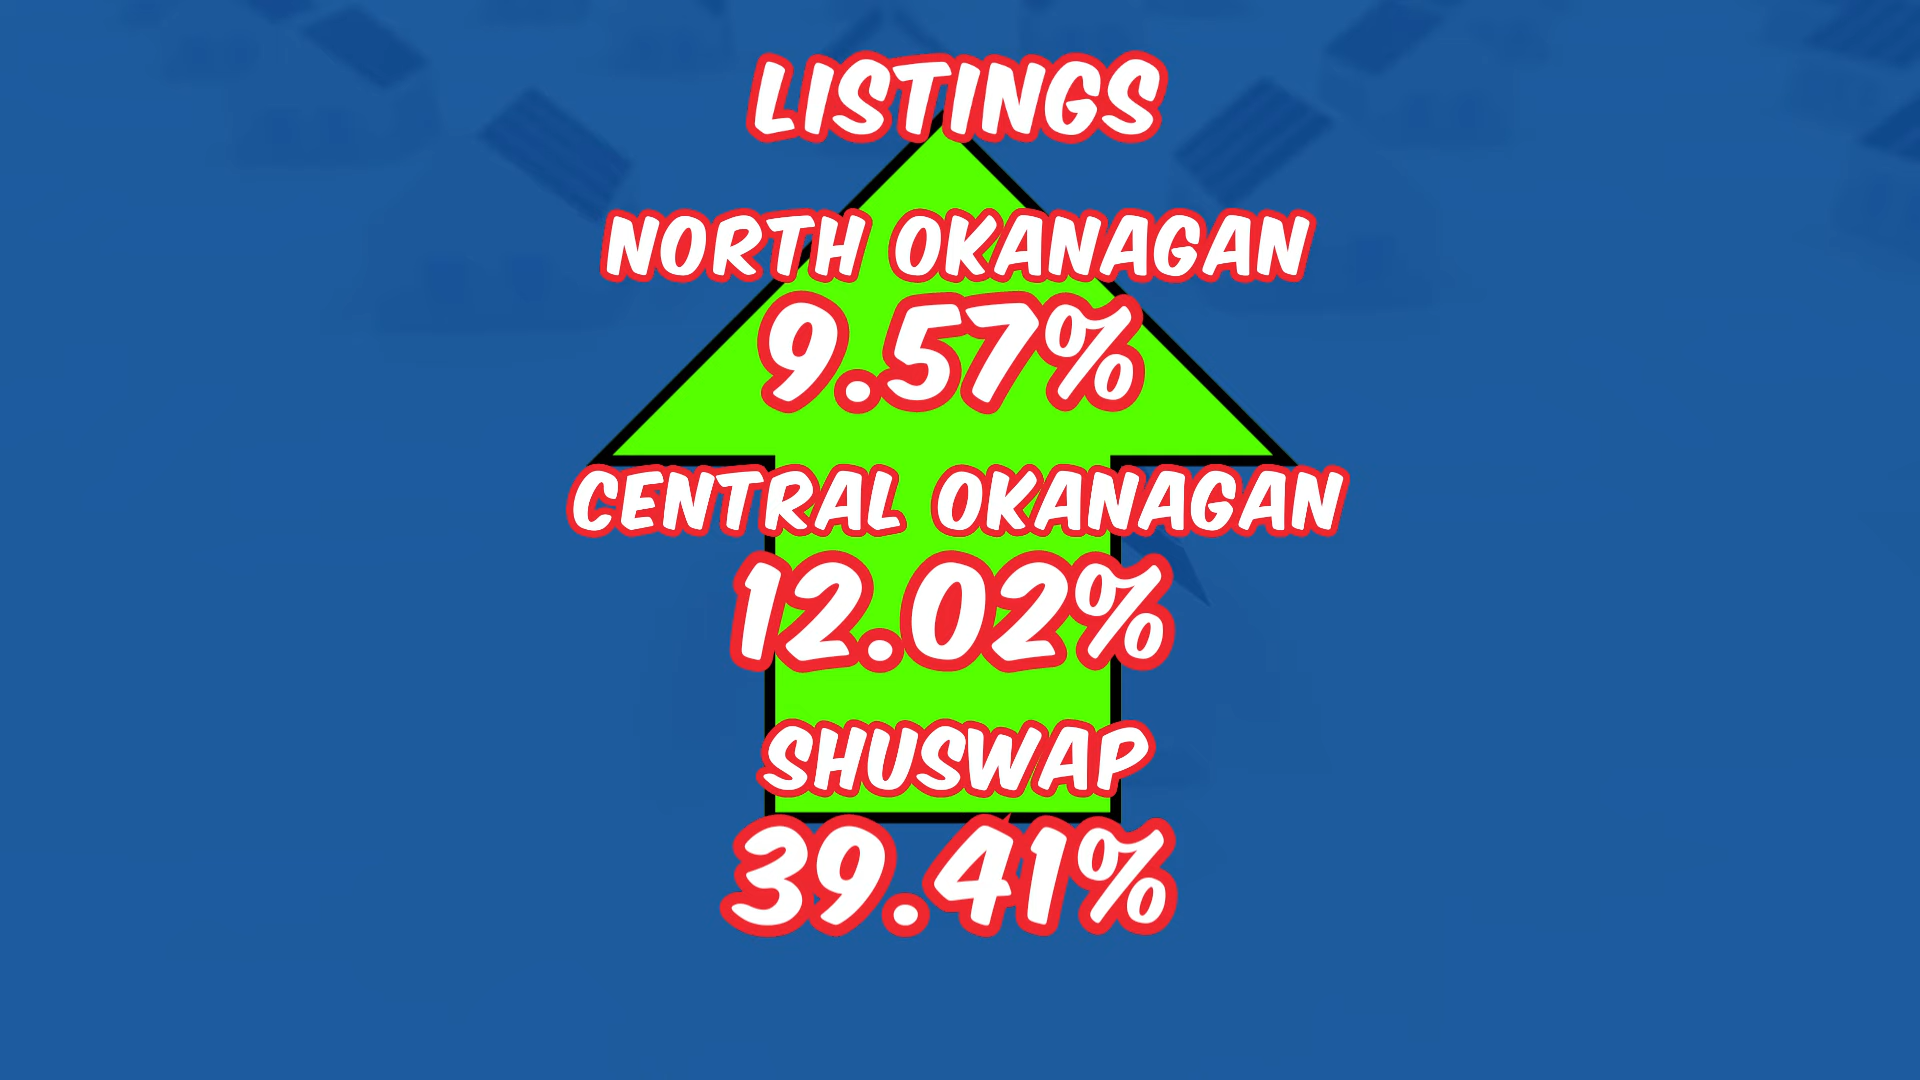 LISTINGS
NORTH OKANAGAN
9.57%
CENTRAL OKANAGAN
12.02%
SHUSWAP
39.41%